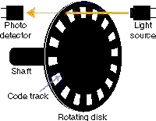 Photo
detector
Light
source
Shaft
Code track
Rotating disk